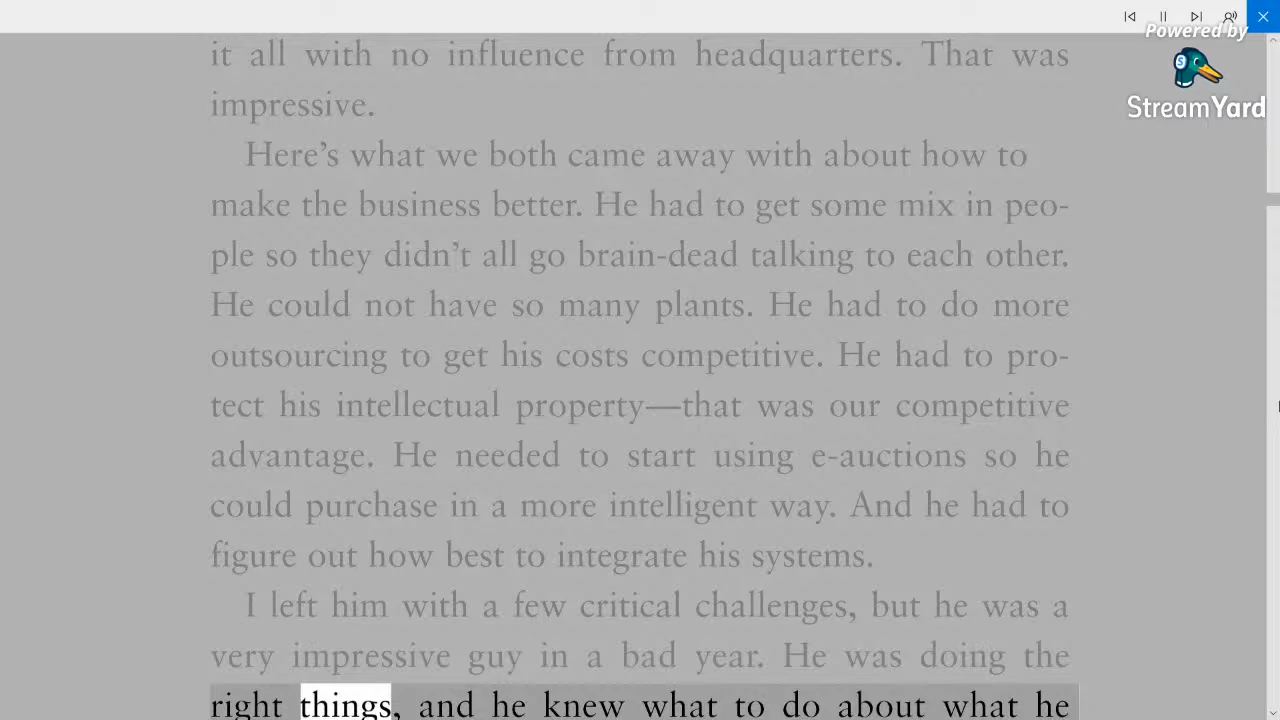 Powered by
StreamYard
it all with no influence from headquarters. That was
impressive.
Here’s what we both came away with about how to
make the business better. He had to get some mix in peo-
ple so they didn’t all go brain-dead talking to each other.
He could not have so many plants. He had to do more
outsourcing to get his costs competitive. He had to pro-
tect his intellectual property—that was our competitive
advantage. He needed to start using e-auctions so he
could purchase in a more intelligent way. And he had to
figure out how best to integrate his systems.
I left him with a few critical challenges, but he was a
very impressive guy in a bad year. He was doing the
right things, and he knew what to do about what he